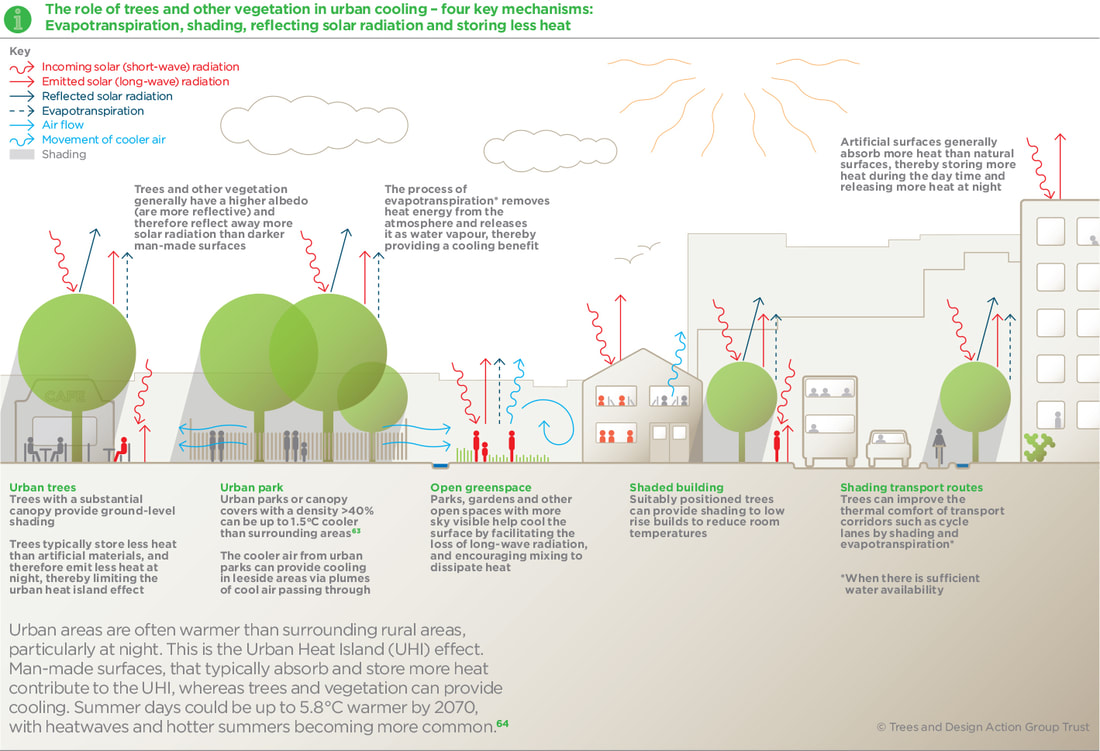 i
The role of trees and other vegetation in urban cooling – four key mechanisms:
Evapotranspiration, shading, reflecting solar radiation and storing less heat
Key
Incoming solar (short-wave) radiation
Emitted solar (long-wave) radiation
Reflected solar radiation
Evapotranspiration
Air flow
Movement of cooler air
Shading
Trees and other vegetation
generally have a higher albedo
(are more reflective) and
therefore reflect away more
solar radiation than darker
man-made surfaces
The process of
evapotranspiration* removes
heat energy from the
atmosphere and releases
it as water vapour, thereby
providing a cooling benefit
Artificial surfaces generally
absorb more heat than natural
surfaces, thereby storing more
heat during the day time and
releasing more heat at night
CAFE
Urban trees
Trees with a substantial
canopy provide ground-level
shading
Trees typically store less heat
than artificial materials, and
therefore emit less heat at
night, thereby limiting the
urban heat island effect
Urban park
Urban parks or canopy
covers with a density >40%
can be up to 1.5°C cooler
than surrounding areas⁶³
The cooler air from urban
parks can provide cooling
in leeside areas via plumes
of cool air passing through
Open greenspace
Parks, gardens and other
open spaces with more
sky visible help cool the
surface by facilitating the
loss of long-wave radiation,
and encouraging mixing to
dissipate heat
Shaded building
Suitably positioned trees
can provide shading to low
rise builds to reduce room
temperatures
Shading transport routes
Trees can improve the
thermal comfort of transport
corridors such as cycle
lanes by shading and
evapotranspiration*
*When there is sufficient
water availability
Urban areas are often warmer than surrounding rural areas,
particularly at night. This is the Urban Heat Island (UHI) effect.
Man-made surfaces, that typically absorb and store more heat
contribute to the UHI, whereas trees and vegetation can provide
cooling. Summer days could be up to 5.8°C warmer by 2070,
with heatwaves and hotter summers becoming more common.⁶⁴
© Trees and Design Action Group Trust